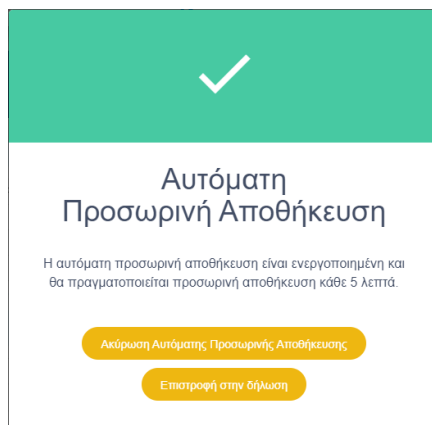 Αυτόματη
Προσωρινή Αποθήκευση
Η αυτόματη προσωρινή αποθήκευση είναι ενεργοποιημένη και
θα πραγματοποιείται προσωρινή αποθήκευση κάθε 5 λεπτά.
Ακύρωση Αυτόματης Προσωρινής Αποθήκευσης
Επιστροφή στην δήλωση